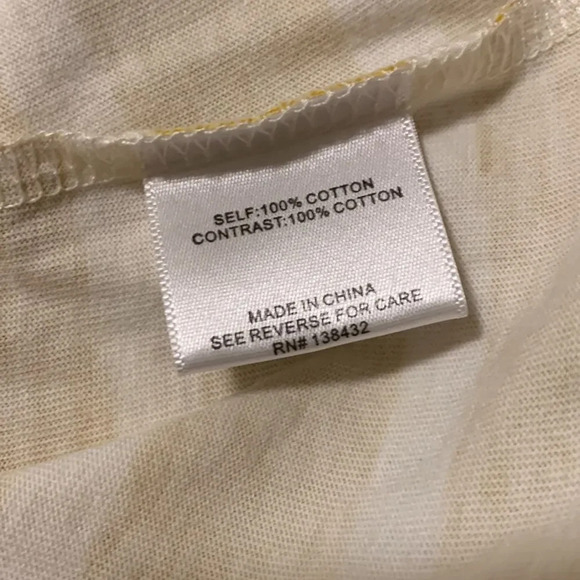 SELF:100% COTTON
CONTRAST:100% COTTON
MADE IN CHINA
SEE REVERSE FOR CARE
RN# 138432